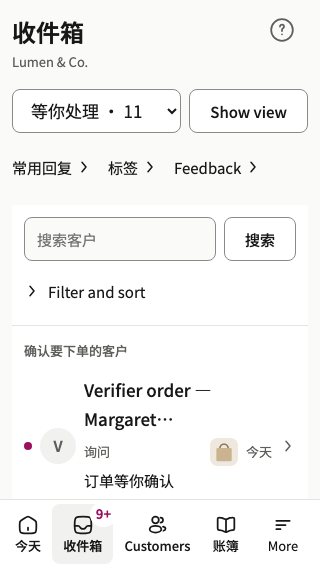 收件箱
Lumen & Co.
等你处理 · 11
Show view
常用回复
标签
Feedback
搜索客户
搜索
Filter and sort
确认要下单的客户
Verifier order —
Margaret…
V
询问
今天
订单等你确认
9+
今天
收件箱
Customers
账簿
More